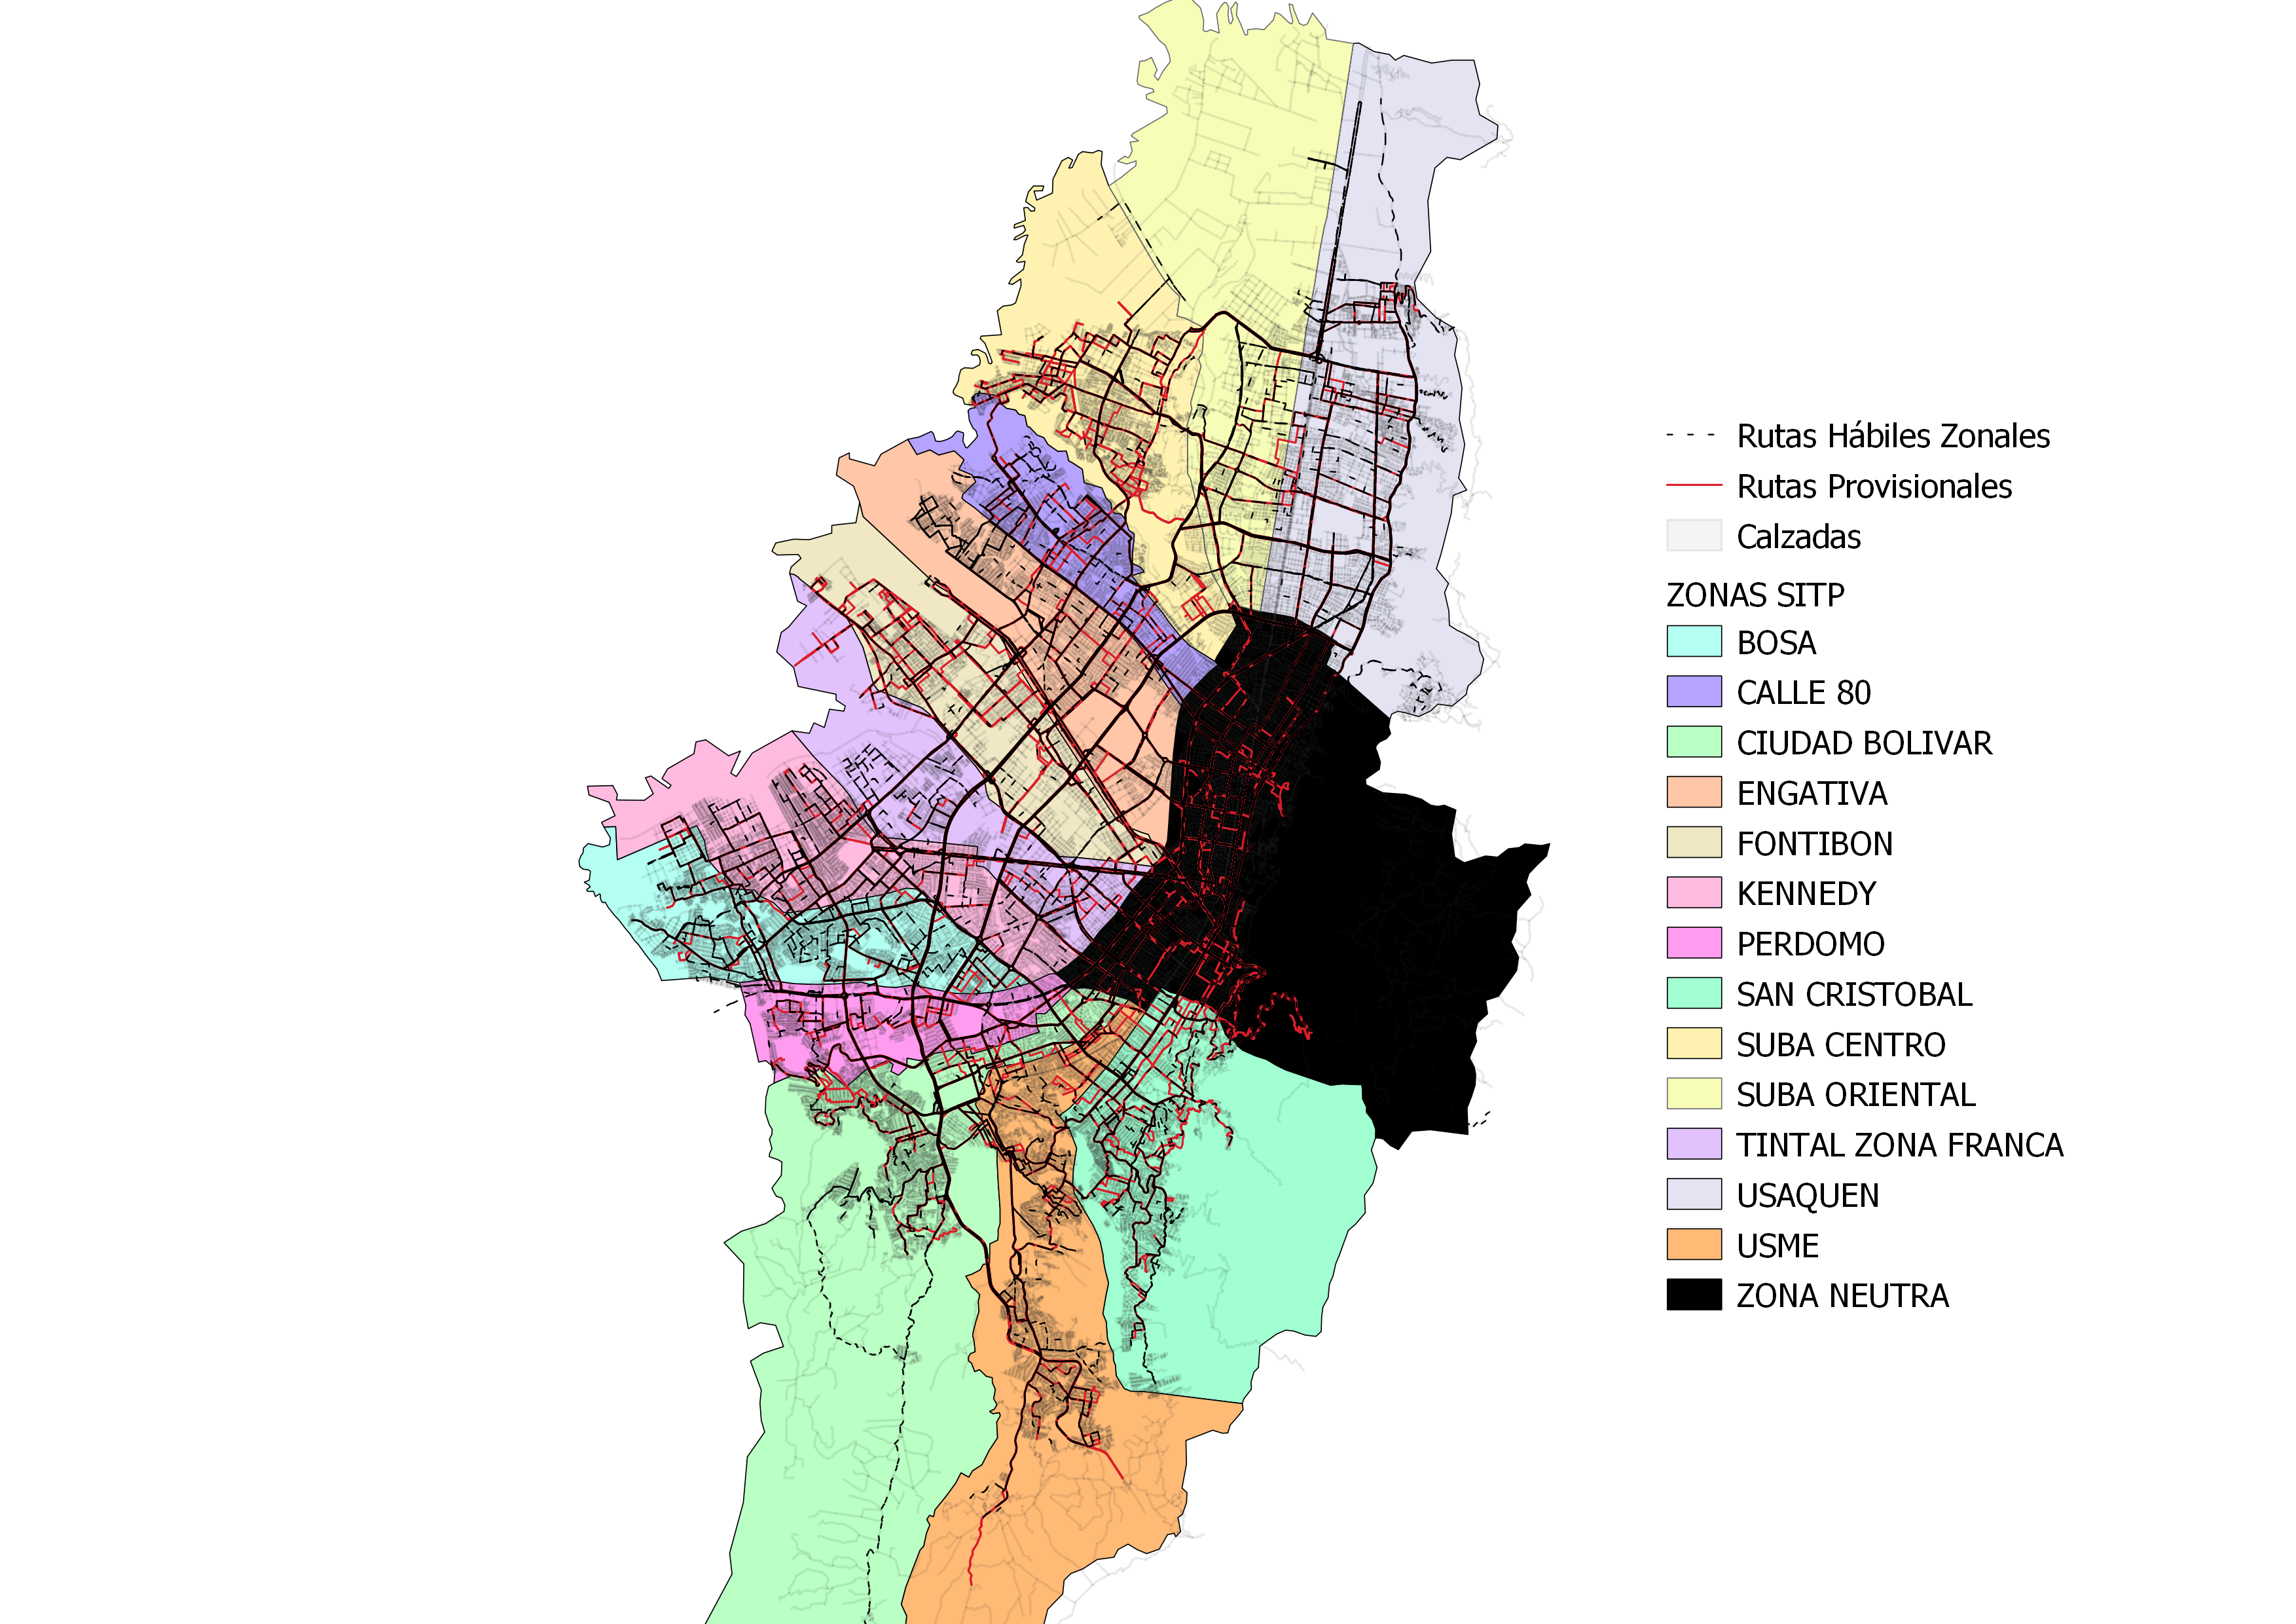 Rutas Hábiles Zonales
Rutas Provisionales
Calzadas
ZONAS SITP
BOSA
CALLE 80
CIUDAD BOLIVAR
ENGATIVA
FONTIBON
KENNEDY
PERDOMO
SAN CRISTOBAL
SUBA CENTRO
SUBA ORIENTAL
TINTAL ZONA FRANCA
USAQUEN
USME
ZONA NEUTRA